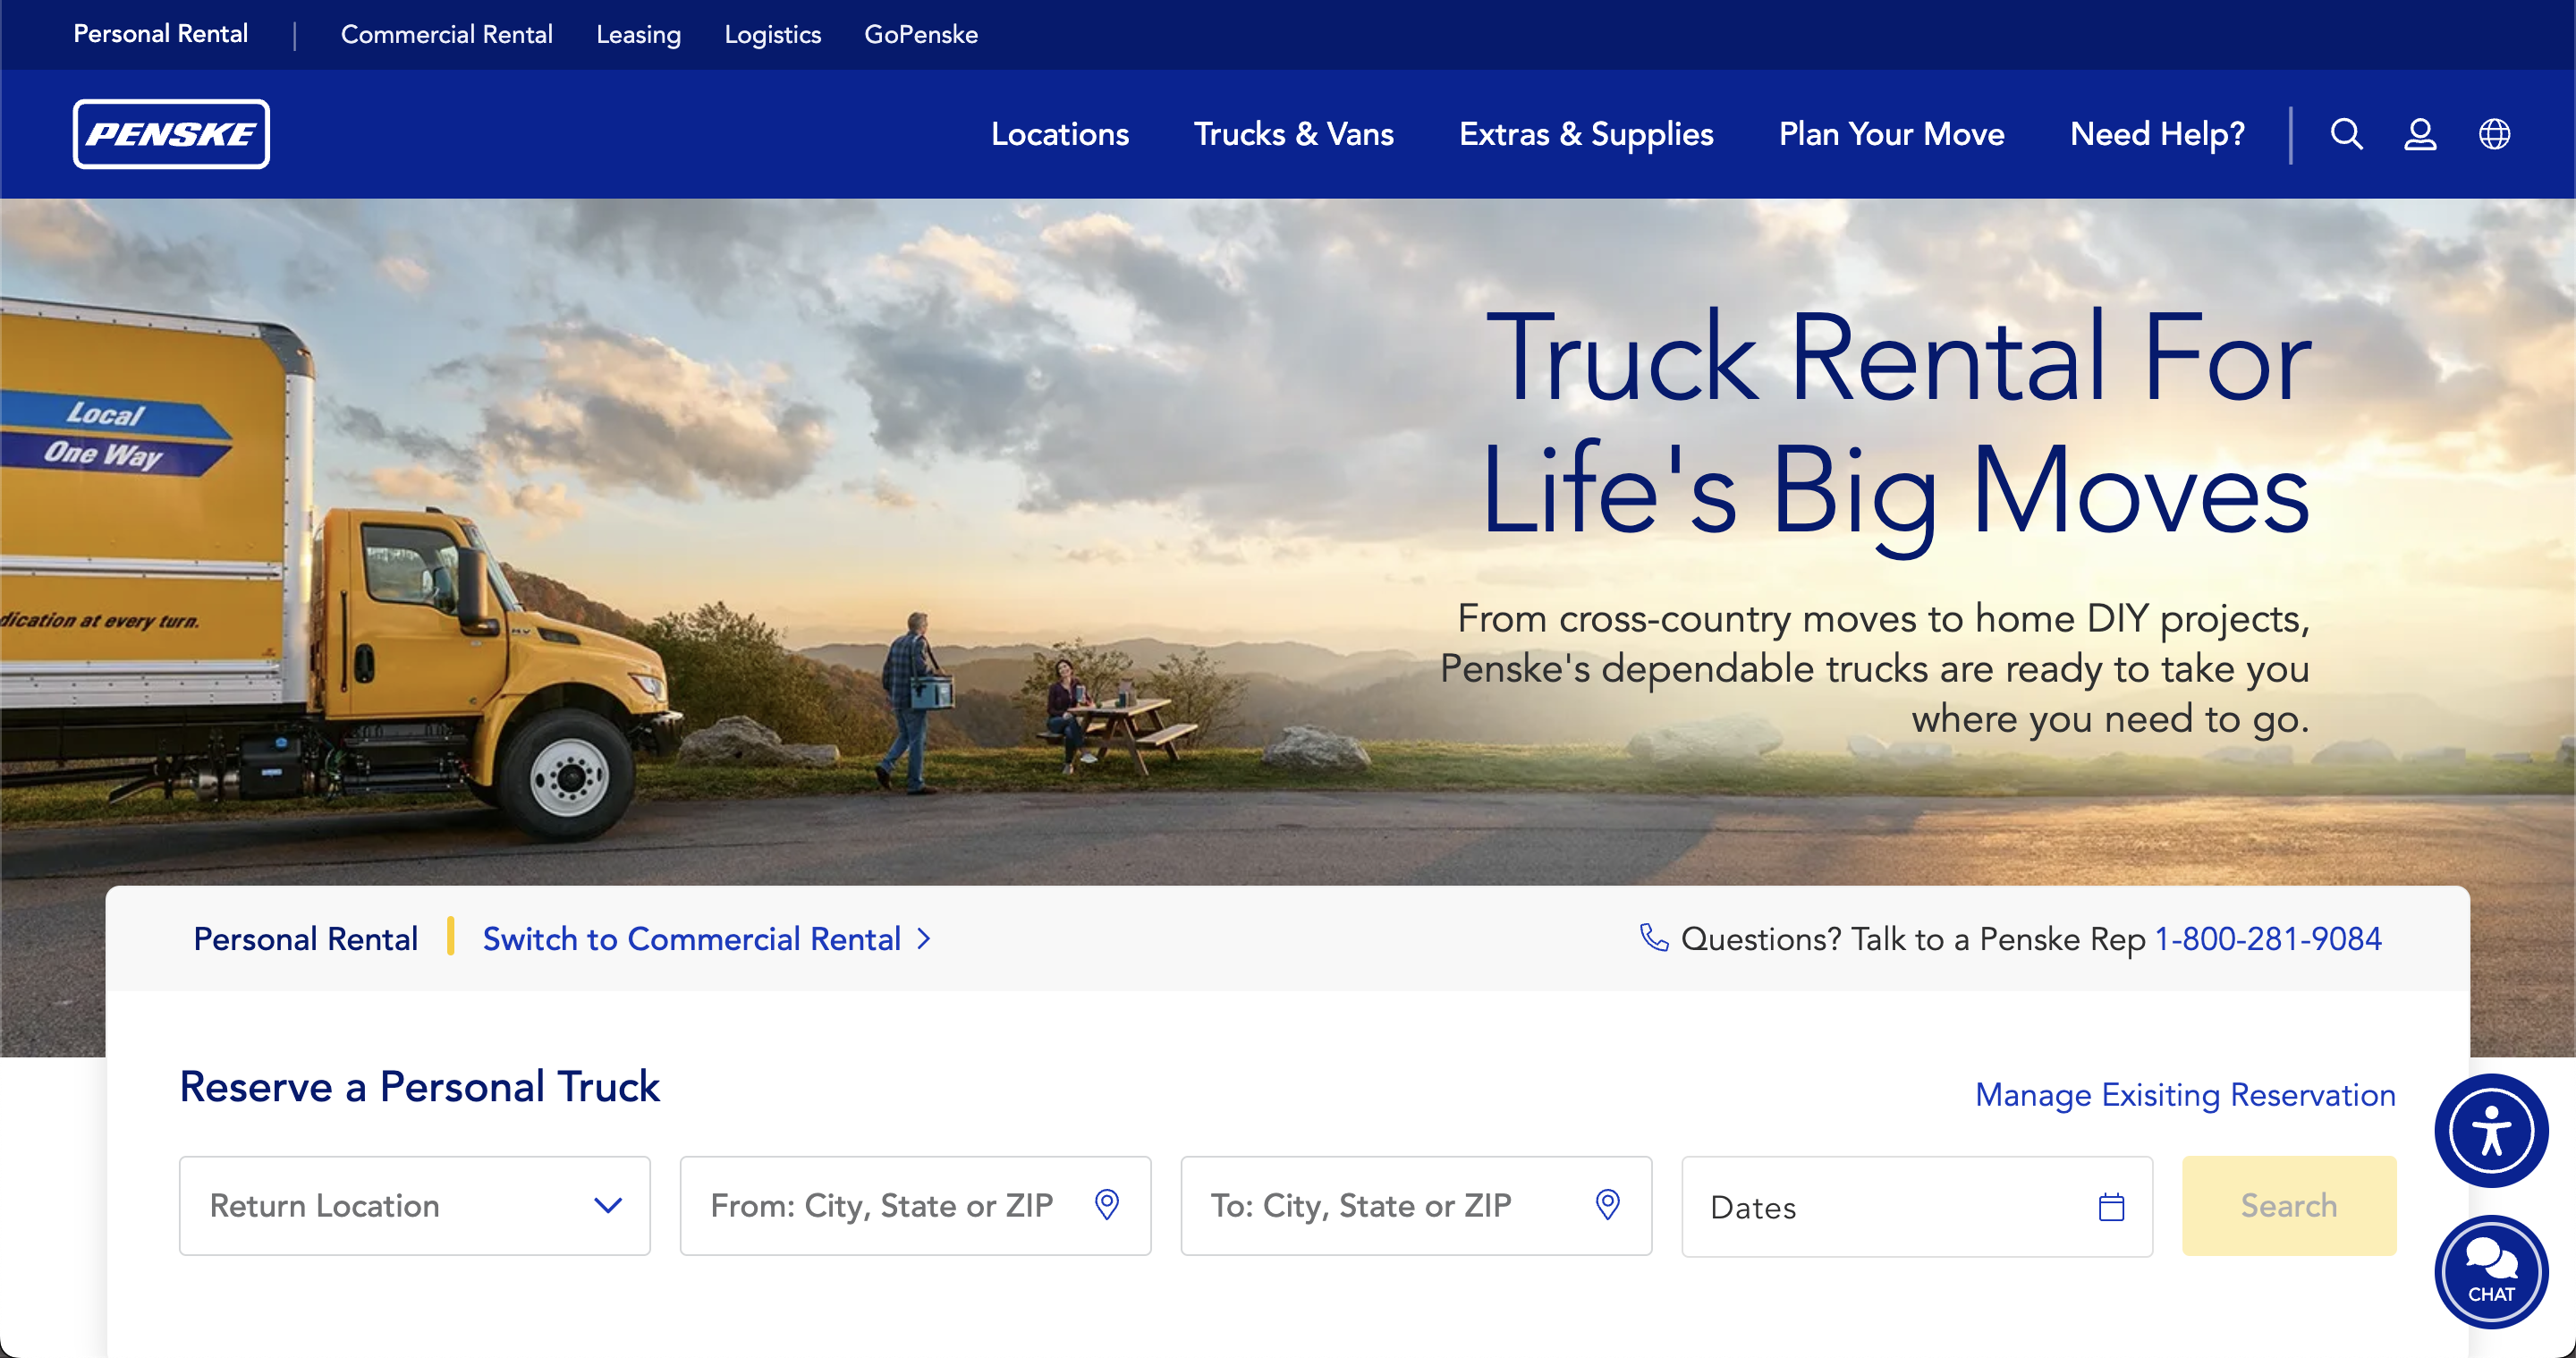 Personal Rental
Commercial Rental
Leasing
Logistics
GoPenske
PENSKE
Locations
Trucks & Vans
Extras & Supplies
Plan Your Move
Need Help?
Local
One Way
dication at every turn.
Truck Rental For
Life's Big Moves
From cross-country moves to home DIY projects,
Penske's dependable trucks are ready to take you
where you need to go.
Personal Rental
Switch to Commercial Rental
Questions? Talk to a Penske Rep 1-800-281-9084
Reserve a Personal Truck
Manage Exisiting Reservation
Return Location
From: City, State or ZIP
To: City, State or ZIP
Dates
Search
CHAT